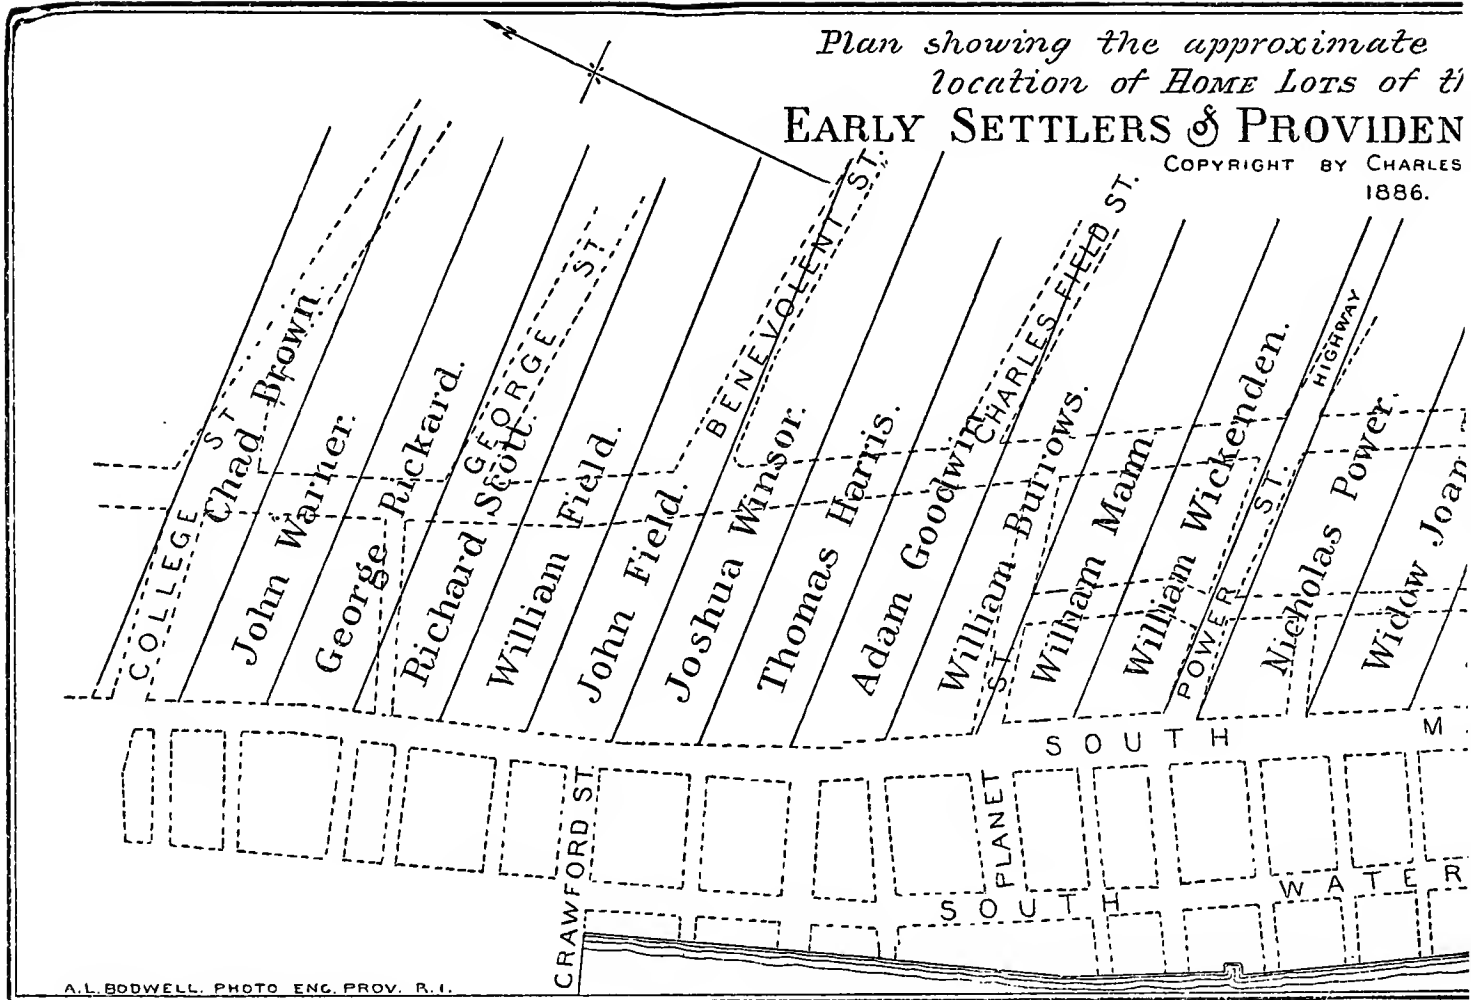 N
Plan showing the approximate
location of HOME LOTS of th
EARLY SETTLERS of PROVIDEN
COPYRIGHT BY CHARLES
1886.
COLLEGE ST.
Chad Brown.
John Warner.
George Rickard.
GEORGE ST
Richard Scott.
William Field.
John Field.
BENEVOLENT ST.
Joshua Winsor.
Thomas Harris.
Adam Goodwin.
CHARLES FIELD ST.
William Burrows.
William Mann.
William Wickenden.
HIGHWAY
POWER ST.
Nicholas Power.
Widow Joan
SOUTH M
CRAWFORD ST.
PLANET ST.
SOUTH WATER
A.L. BODWELL. PHOTO ENG. PROV. R.I.